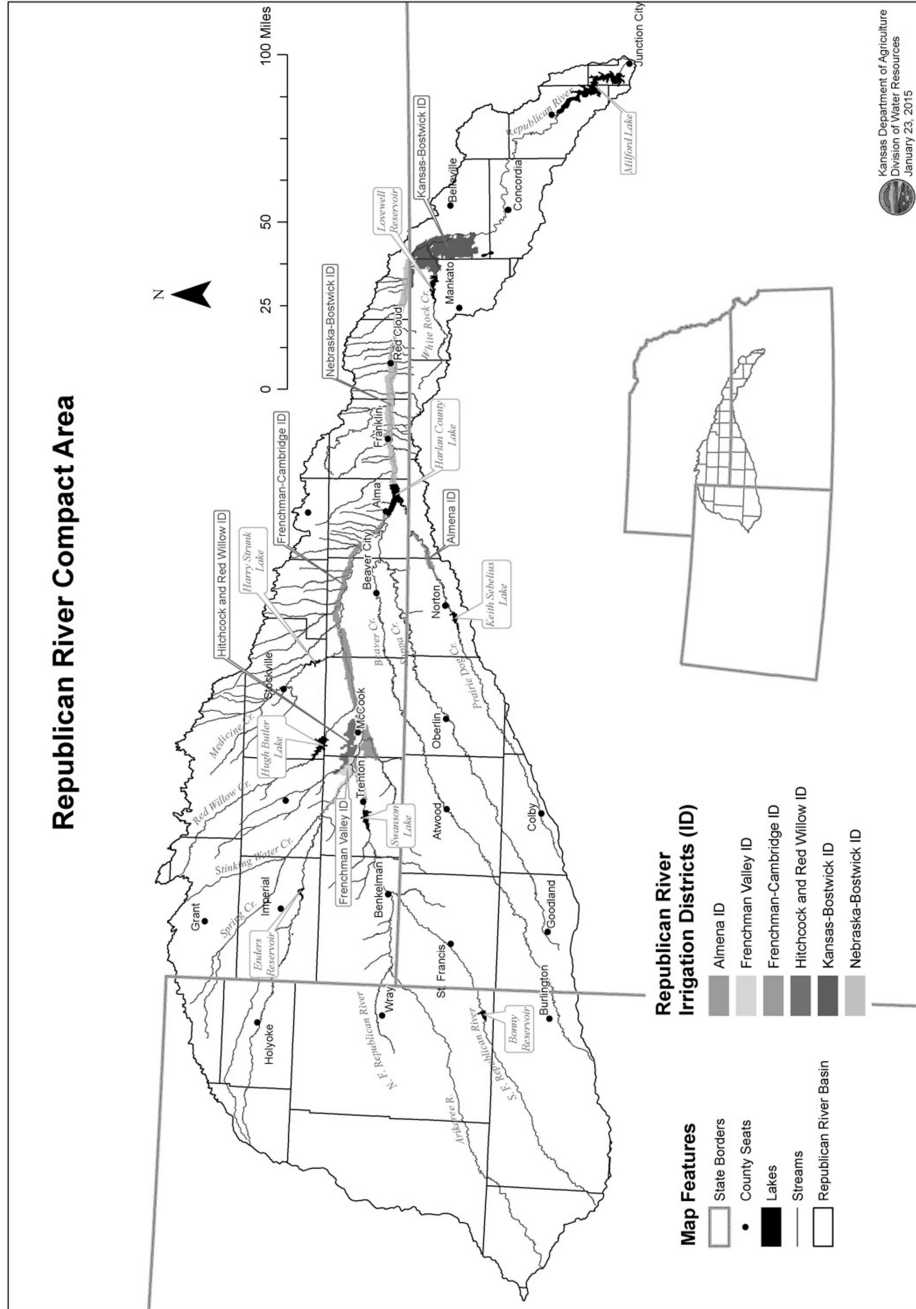 Republican River Compact Area
N
0
25
50
100 Miles
Hitchcock and Red Willow ID
Harry Strunk
Lake
Frenchman-Cambridge ID
Nebraska-Bostwick ID
Lovewell
Reservoir
Kansas-Bostwick ID
Grant
Spring Cr.
Stinking Water Cr.
Red Willow Cr.
Medicine Cr.
Stockville
Hugh Butler
Lake
Imperial
Enders
Reservoir
Holyoke
Frenchman Valley ID
Trenton
McCook
Swanson
Lake
Benkelman
Wray
N. F. Republican River
Arikaree R.
Beaver City
Beaver Cr.
Sappa Cr.
Alma
Franklin
Red Cloud
Harlan County
Lake
Almena ID
Norton
Keith Sebelius
Lake
Prairie Dog Cr.
Oberlin
Atwood
Colby
St. Francis
Goodland
S. F. Republican River
Bonny
Reservoir
Burlington
White Rock Cr.
Mankato
Belleville
Concordia
Republican River
Milford Lake
Junction City
Map Features
State Borders
County Seats
Lakes
Streams
Republican River Basin
Republican River
Irrigation Districts (ID)
Almena ID
Frenchman Valley ID
Frenchman-Cambridge ID
Hitchcock and Red Willow ID
Kansas-Bostwick ID
Nebraska-Bostwick ID
Kansas Department of Agriculture
Division of Water Resources
January 23, 2015